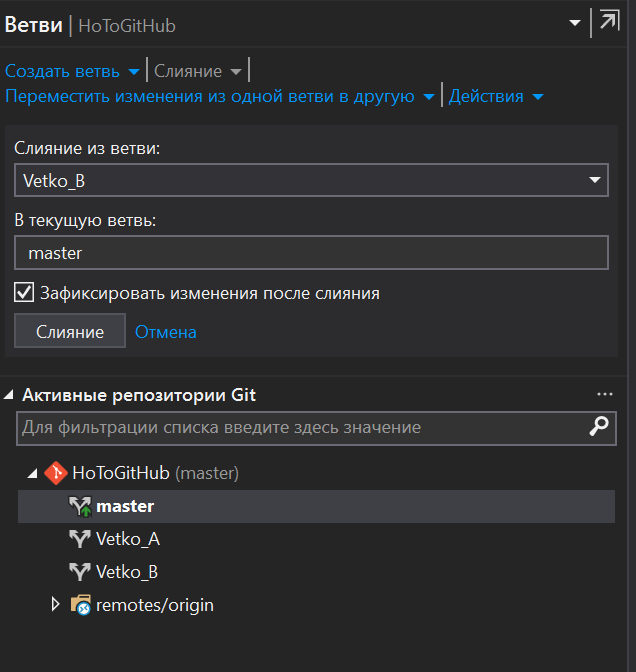 Ветви | HoToGitHub
Создать ветвь | Слияние |
Переместить изменения из одной ветви в другую | Действия
Слияние из ветви:
Vetko_B
В текущую ветвь:
master
Зафиксировать изменения после слияния
Слияние Отмена
Активные репозитории Git ...
Для фильтрации списка введите здесь значение
HoToGitHub (master)
master
Vetko_A
Vetko_B
remotes/origin